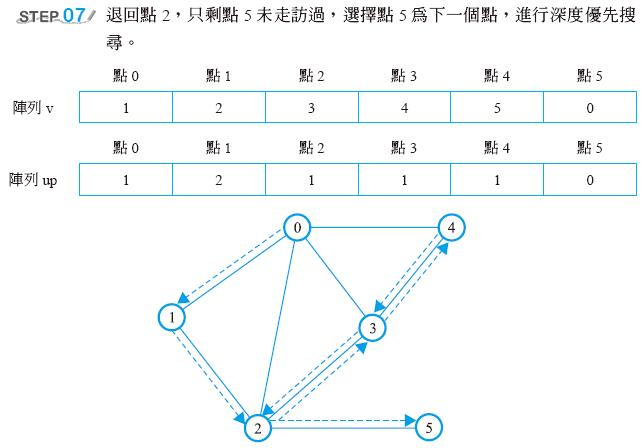 STEP 07 退回點 2，只剩點 5 未走訪過，選擇點 5 為下一個點，進行深度優先搜
尋。
點 0 點 1 點 2 點 3 點 4 點 5
陣列 v 1 2 3 4 5 0
點 0 點 1 點 2 點 3 點 4 點 5
陣列 up 1 2 1 1 1 0
0 4
1 3
2 5